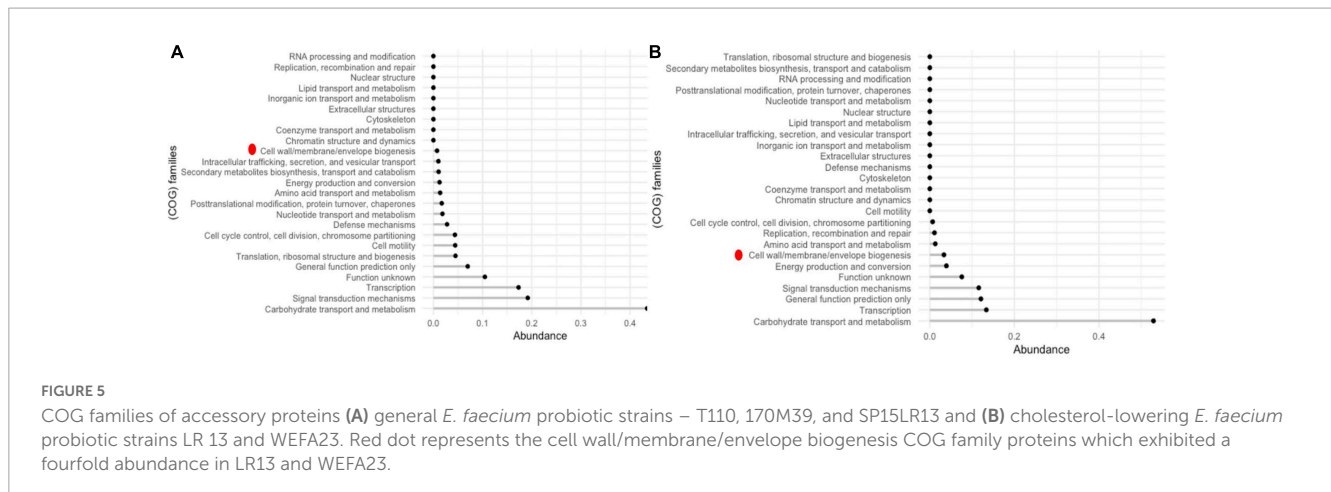 A
RNA processing and modification
Replication, recombination and repair
Nuclear structure
Lipid transport and metabolism
Inorganic ion transport and metabolism
Extracellular structures
Cytoskeleton
Coenzyme transport and metabolism
Chromatin structure and dynamics
Cell wall/membrane/envelope biogenesis
Intracellular trafficking, secretion, and vesicular transport
Secondary metabolites biosynthesis, transport and catabolism
Energy production and conversion
Amino acid transport and metabolism
Posttranslational modification, protein turnover, chaperones
Nucleotide transport and metabolism
Defense mechanisms
Cell cycle control, cell division, chromosome partitioning
Cell motility
Translation, ribosomal structure and biogenesis
General function prediction only
Function unknown
Transcription
Signal transduction mechanisms
Carbohydrate transport and metabolism
(COG) families
0.0 0.1 0.2 0.3 0.4
Abundance
B
Translation, ribosomal structure and biogenesis
Secondary metabolites biosynthesis, transport and catabolism
RNA processing and modification
Posttranslational modification, protein turnover, chaperones
Nucleotide transport and metabolism
Nuclear structure
Lipid transport and metabolism
Intracellular trafficking, secretion, and vesicular transport
Inorganic ion transport and metabolism
Extracellular structures
Defense mechanisms
Cytoskeleton
Coenzyme transport and metabolism
Chromatin structure and dynamics
Cell motility
Cell cycle control, cell division, chromosome partitioning
Replication, recombination and repair
Amino acid transport and metabolism
Cell wall/membrane/envelope biogenesis
Energy production and conversion
Function unknown
Signal transduction mechanisms
General function prediction only
Transcription
Carbohydrate transport and metabolism
(COG) families
0.0 0.2 0.4
Abundance
FIGURE 5
COG families of accessory proteins (A) general E. faecium probiotic strains – T110, 170M39, and SP15LR13 and (B) cholesterol-lowering E. faecium
probiotic strains LR 13 and WEFA23. Red dot represents the cell wall/membrane/envelope biogenesis COG family proteins which exhibited a
fourfold abundance in LR13 and WEFA23.